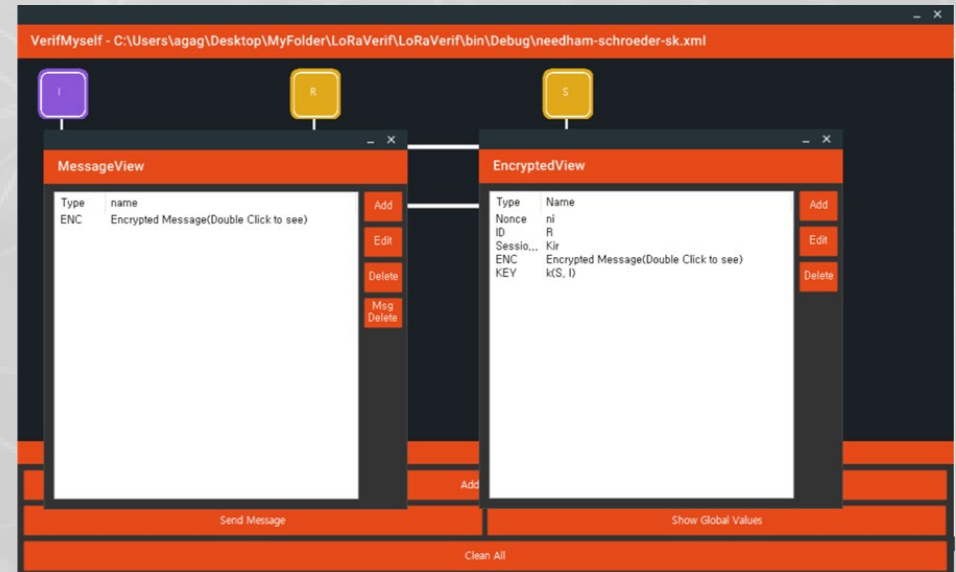 VerifMyself - C:\Users\agag\Desktop\MyFolder\LoRaVerif\LoRaVerif\bin\Debug\needham-schroeder-sk.xml
I
R
S
MessageView
Type name
ENC Encrypted Message(Double Click to see)
Add
Edit
Delete
Msg
Delete
EncryptedView
Type Name
Nonce ni
ID R
Sessio... Kir
ENC Encrypted Message(Double Click to see)
KEY k(S, I)
Add
Edit
Delete
Add
Send Message
Show Global Values
Clean All